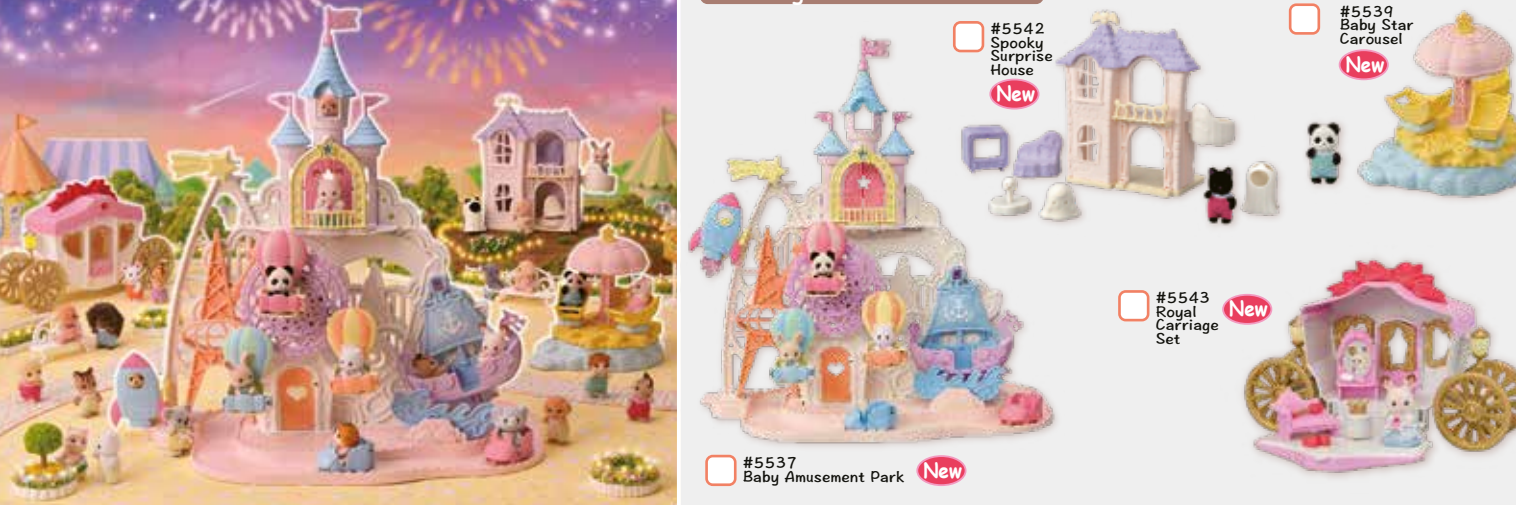 #5542
Spooky
Surprise
House
New
#5539
Baby Star
Carousel
New
#5543
Royal
Carriage
Set
New
#5537
Baby Amusement Park
New